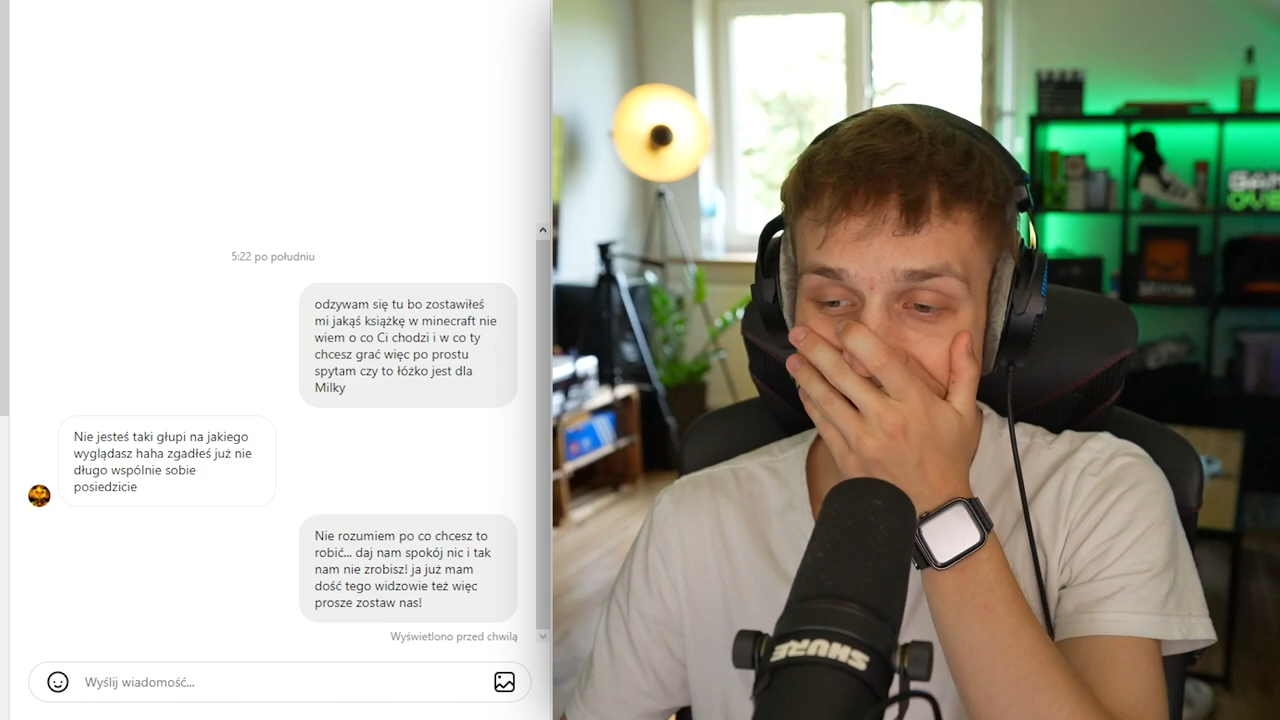 5:22 po południu
odzywam się tu bo zostawiłeś
mi jakąś książkę w minecraft nie
wiem o co Ci chodzi i w co ty
chcesz grać więc po prostu
spytam czy to łóżko jest dla
Milky
Nie jesteś taki głupi na jakiego
wyglądasz haha zgadłeś już nie
długo wspólnie sobie
posiedzicie
Nie rozumiem po co chcesz to
robić... daj nam spokój nic i tak
nam nie zrobisz! ja już mam
dość tego widzowie też więc
prosze zostaw nas!
Wyświetlono przed chwilą
Wyślij wiadomość...
GAME
OVER
SHURE